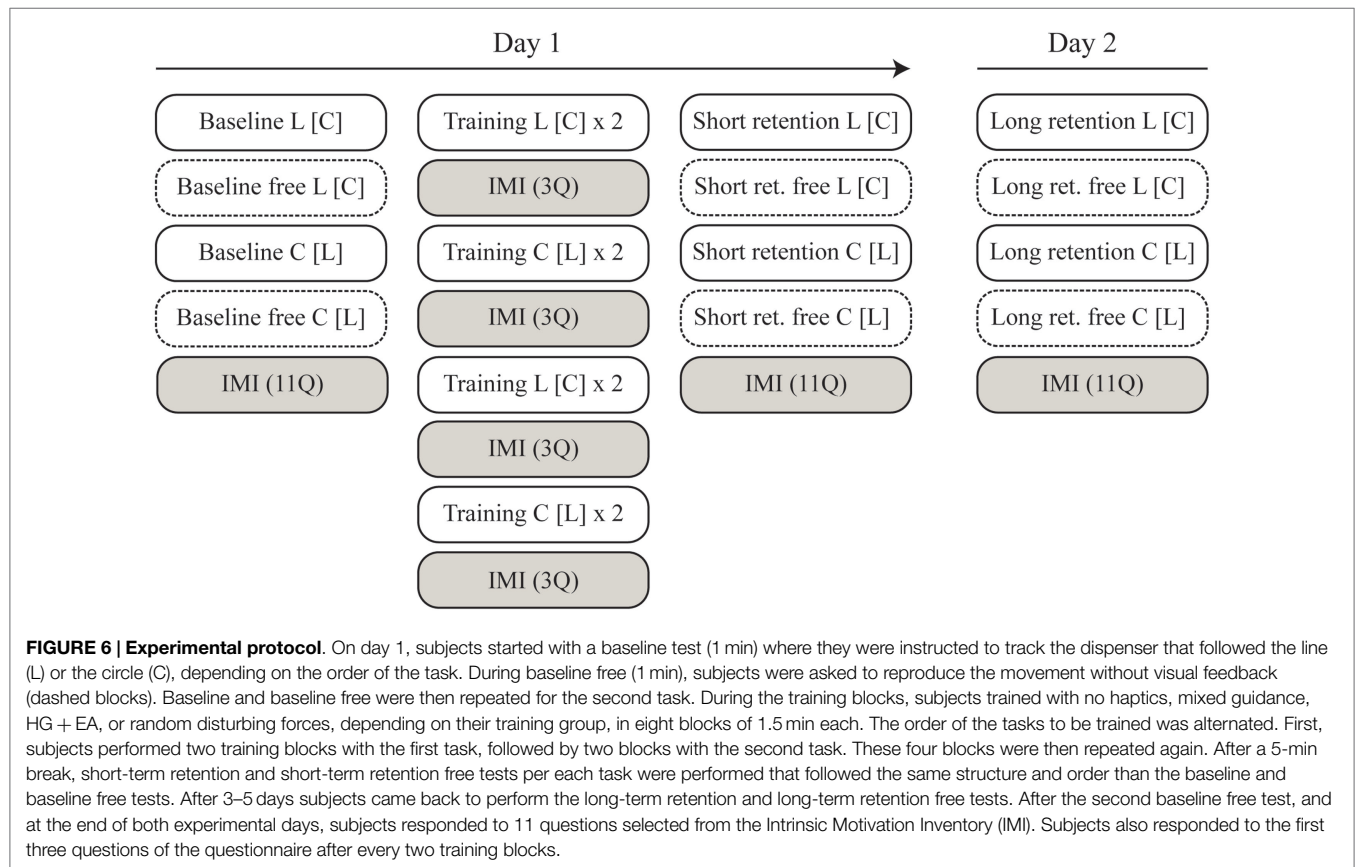 Day 1
Day 2
Baseline L [C]
Baseline free L [C]
Baseline C [L]
Baseline free C [L]
IMI (11Q)
Training L [C] x 2
IMI (3Q)
Training C [L] x 2
IMI (3Q)
Training L [C] x 2
IMI (3Q)
Training C [L] x 2
IMI (3Q)
Short retention L [C]
Short ret. free L [C]
Short retention C [L]
Short ret. free C [L]
IMI (11Q)
Long retention L [C]
Long ret. free L [C]
Long retention C [L]
Long ret. free C [L]
IMI (11Q)
FIGURE 6 | Experimental protocol. On day 1, subjects started with a baseline test (1 min) where they were instructed to track the dispenser that followed the line
(L) or the circle (C), depending on the order of the task. During baseline free (1 min), subjects were asked to reproduce the movement without visual feedback
(dashed blocks). Baseline and baseline free were then repeated for the second task. During the training blocks, subjects trained with no haptics, mixed guidance,
HG + EA, or random disturbing forces, depending on their training group, in eight blocks of 1.5 min each. The order of the tasks to be trained was alternated. First,
subjects performed two training blocks with the first task, followed by two blocks with the second task. These four blocks were then repeated again. After a 5-min
break, short-term retention and short-term retention free tests per each task were performed that followed the same structure and order than the baseline and
baseline free tests. After 3–5 days subjects came back to perform the long-term retention and long-term retention free tests. After the second baseline free test, and
at the end of both experimental days, subjects responded to 11 questions selected from the Intrinsic Motivation Inventory (IMI). Subjects also responded to the first
three questions of the questionnaire after every two training blocks.